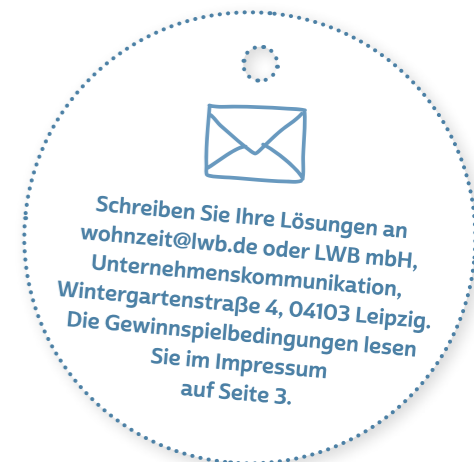 Schreiben Sie Ihre Lösungen an
wohnzeit@lwb.de oder LWB mbH,
Unternehmenskommunikation,
Wintergartenstraße 4, 04103 Leipzig.
Die Gewinnspielbedingungen lesen
Sie im Impressum
auf Seite 3.